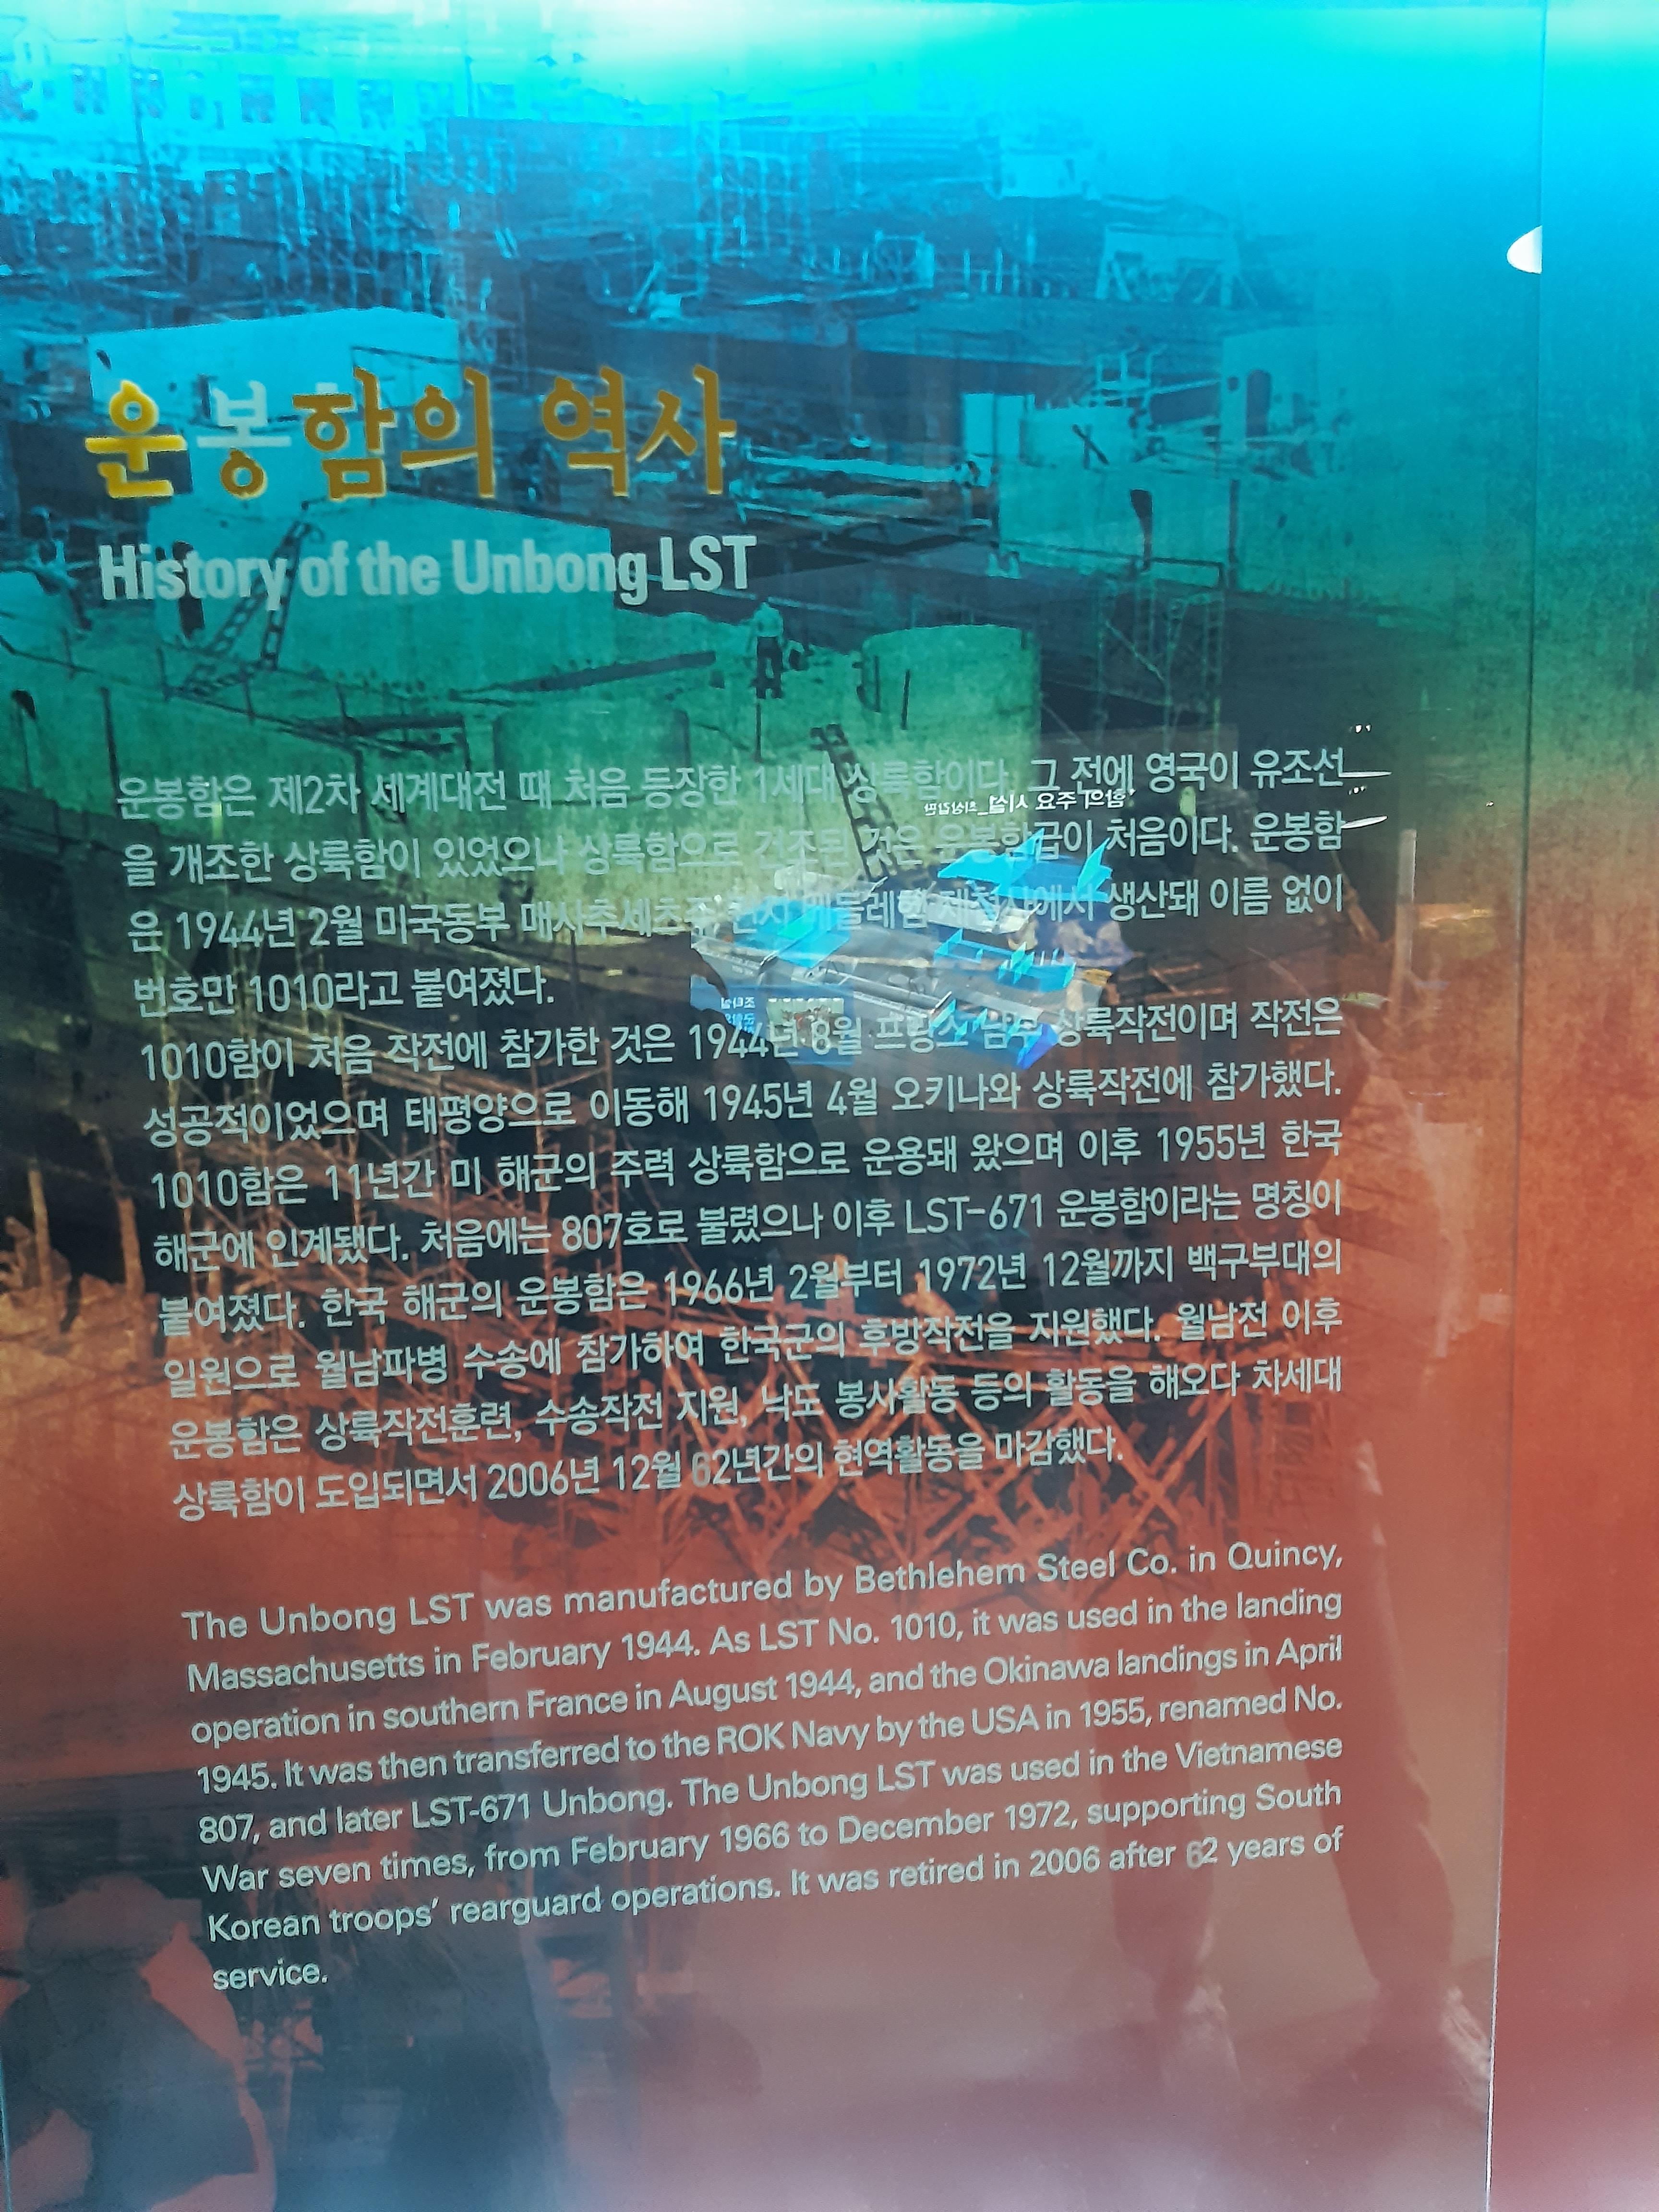 운봉함의 역사
History of the Unbong LST
운봉함은 제2차 세계대전 때 처음 등장한 1세대 상륙함이다. 그 전에 영국이 유조선
을 개조한 상륙함이 있었으나 상륙함으로 건조된 것은 운봉함급이 처음이다. 운봉함
은 1944년 2월 미국동부 매사추세츠주 베들레헴 제철사에서 생산돼 이름 없이
번호만 1010라고 붙여졌다.
1010함이 처음 작전에 참가한 것은 1944년 8월 프랑스 남부 상륙작전이며 작전은
성공적이었으며 태평양으로 이동해 1945년 4월 오키나와 상륙작전에 참가했다.
1010함은 11년간 미 해군의 주력 상륙함으로 운용돼 왔으며 이후 1955년 한국
해군에 인계됐다. 처음에는 807호로 불렸으나 이후 LST-671 운봉함이라는 명칭이
붙여졌다. 한국 해군의 운봉함은 1966년 2월부터 1972년 12월까지 백구부대의
일원으로 월남파병 수송에 참가하여 한국군의 후방작전을 지원했다. 월남전 이후
운봉함은 상륙작전훈련, 수송작전 지원, 낙도 봉사활동 등의 활동을 해오다 차세대
상륙함이 도입되면서 2006년 12월 62년간의 현역활동을 마감했다.
The Unbong LST was manufactured by Bethlehem Steel Co. in Quincy,
Massachusetts in February 1944. As LST No. 1010, it was used in the landing
operation in southern France in August 1944, and the Okinawa landings in April
1945. It was then transferred to the ROK Navy by the USA in 1955, renamed No.
807, and later LST-671 Unbong. The Unbong LST was used in the Vietnamese
War seven times, from February 1966 to December 1972, supporting South
Korean troops' rearguard operations. It was retired in 2006 after 62 years of
service.